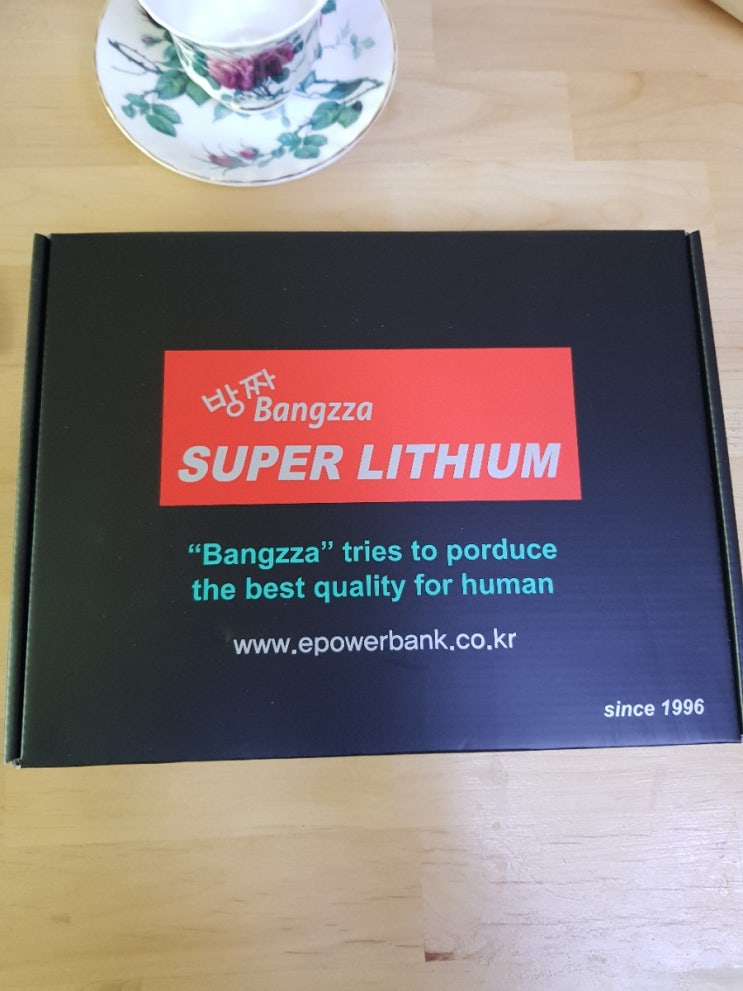 방짜
Bangzza
SUPER LITHIUM
“Bangzza” tries to porduce
the best quality for human
www.epowerbank.co.kr
since 1996